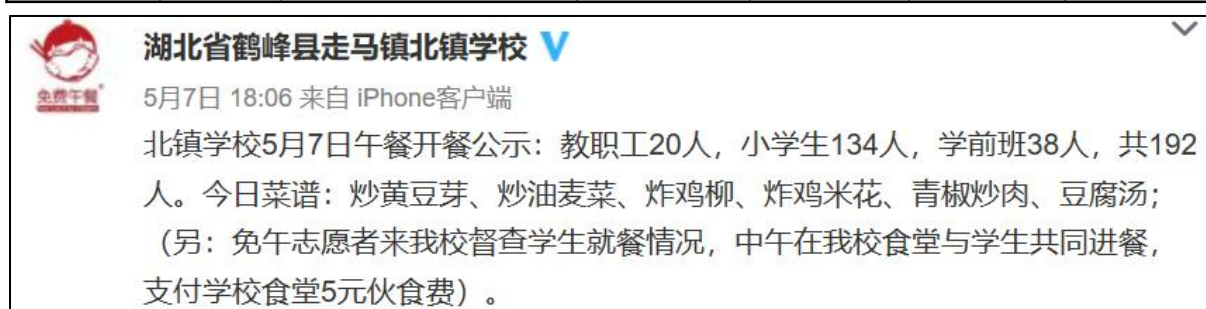 湖北省鹤峰县走马镇北镇学校
免费午餐
5月7日 18:06 来自 iPhone客户端
北镇学校5月7日午餐开餐公示：教职工20人，小学生134人，学前班38人，共192
人。今日菜谱：炒黄豆芽、炒油麦菜、炸鸡柳、炸鸡米花、青椒炒肉、豆腐汤；
（另：免午志愿者来我校督查学生就餐情况，中午在我校食堂与学生共同进餐，
支付学校食堂5元伙食费）。